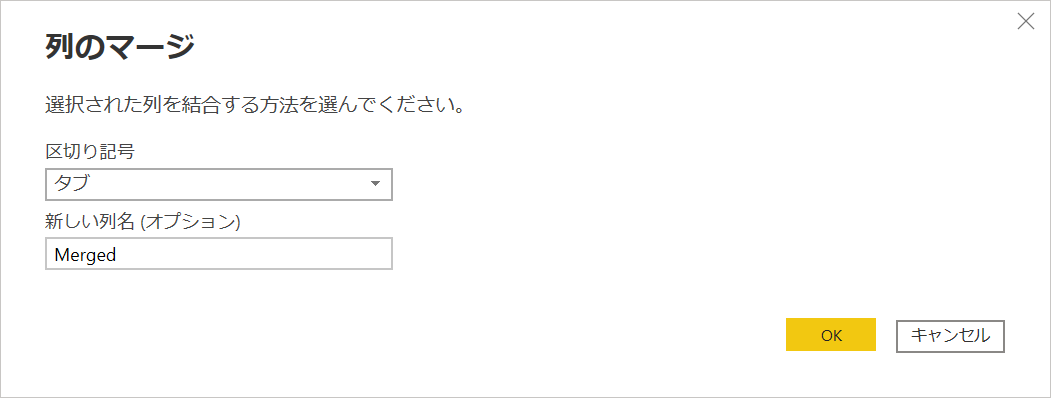 列のマージ
選択された列を結合する方法を選んでください。
区切り記号
タブ
新しい列名 (オプション)
Merged
OK
キャンセル